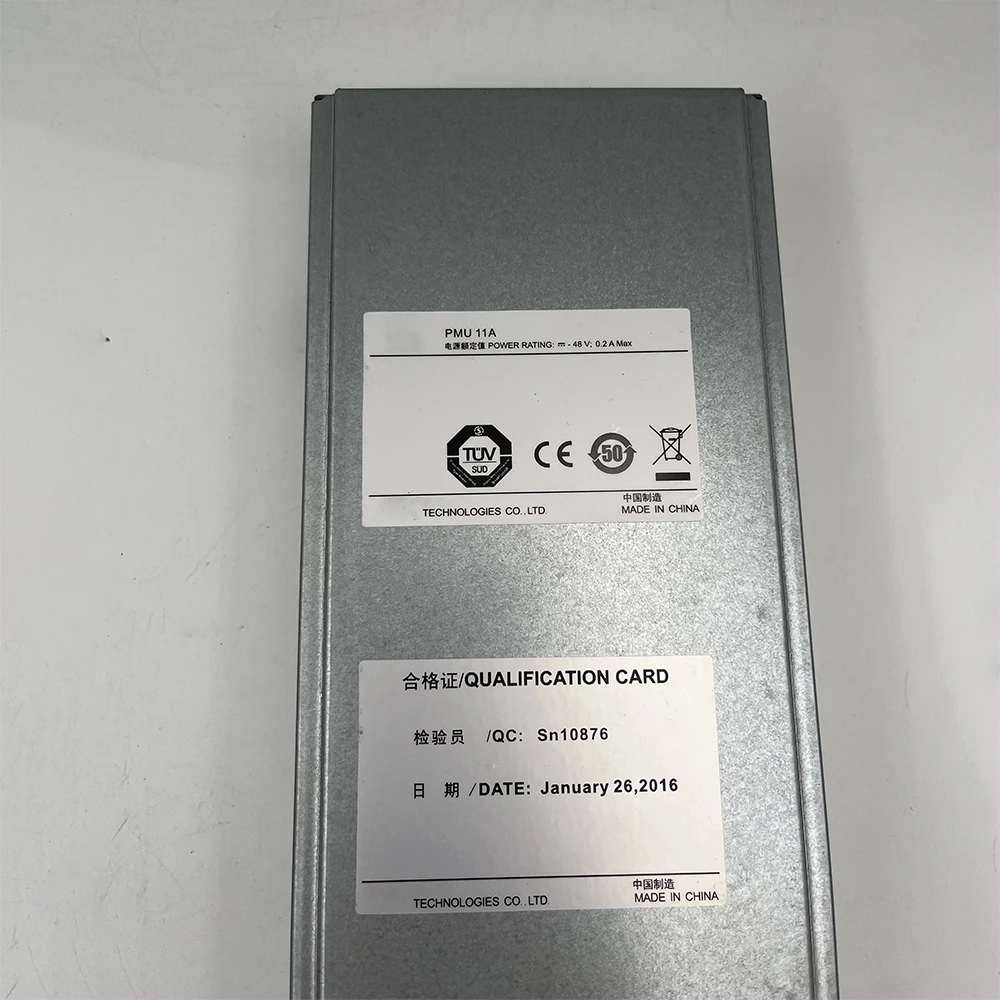 PMU 11A
电源额定值 POWER RATING: ⎓ - 48 V; 0.2 A Max
TÜV
SÜD
CE
50
中国制造
TECHNOLOGIES CO.,LTD. MADE IN CHINA
合格证/QUALIFICATION CARD
检验员 /QC: Sn10876
日 期 /DATE: January 26,2016
中国制造
TECHNOLOGIES CO.,LTD. MADE IN CHINA